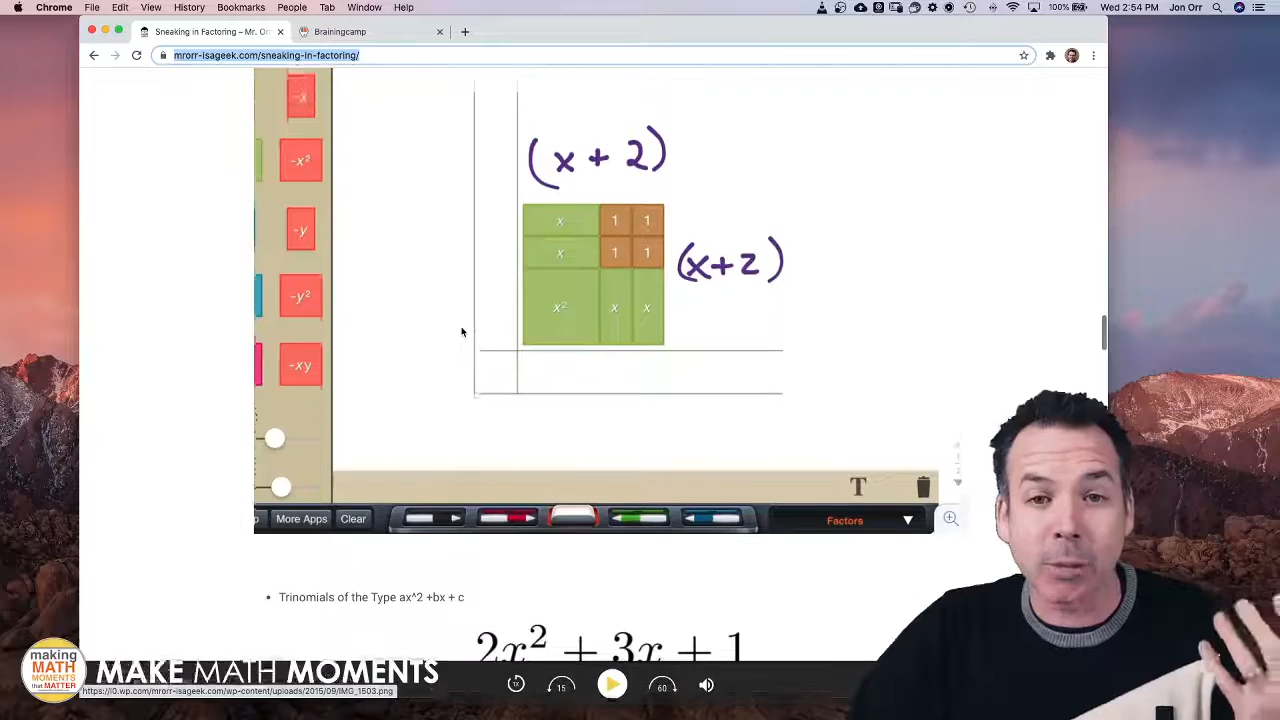 Chrome File Edit View History Bookmarks People Tab Window Help
100% Wed 2:54 PM Jon Orr
Sneaking in Factoring – Mr. Or
Brainingcamp
mrorr-isageek.com/sneaking-in-factoring/
-x
-x²
-y
-y²
-xy
(x + 2)
x 1 1
x 1 1
(x+2)
x² x x
T
More Apps
Clear
Factors
• Trinomials of the Type ax^2 +bx + c
2x² + 3x + 1
making MATH MOMENTS that MATTER
MAKE MATH MOMENTS
https://i0.wp.com/mrorr-isageek.com/wp-content/uploads/2015/09/IMG_1503.png
15
60